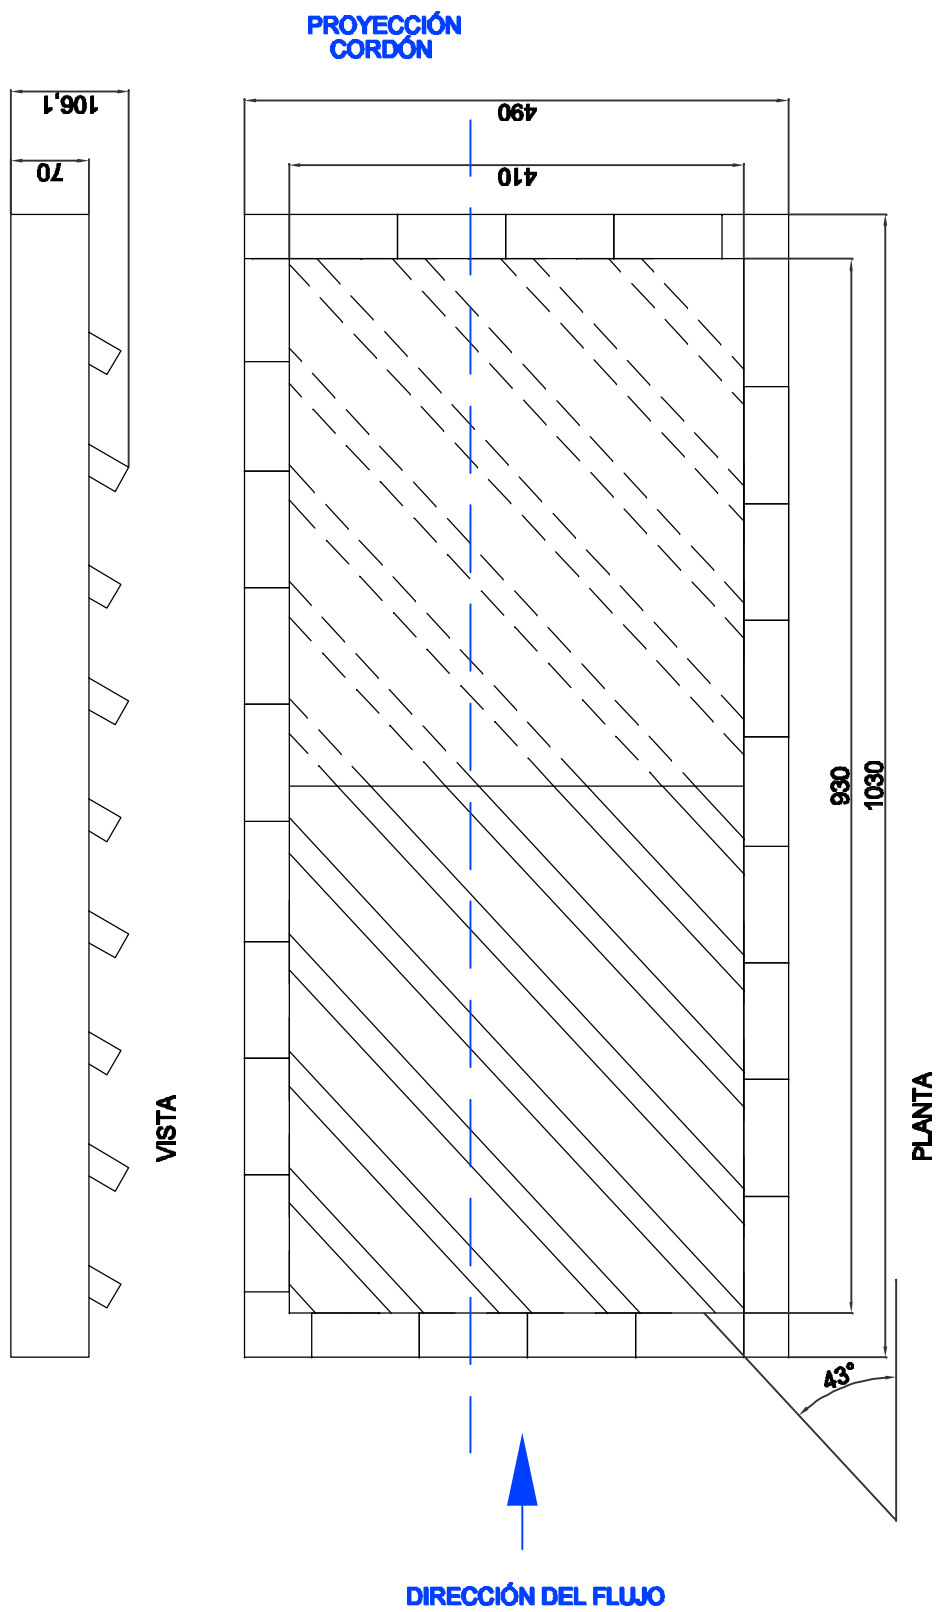 PROYECCIÓN
CORDÓN
106,1
490
70
410
930
1030
VISTA
PLANTA
43°
DIRECCIÓN DEL FLUJO